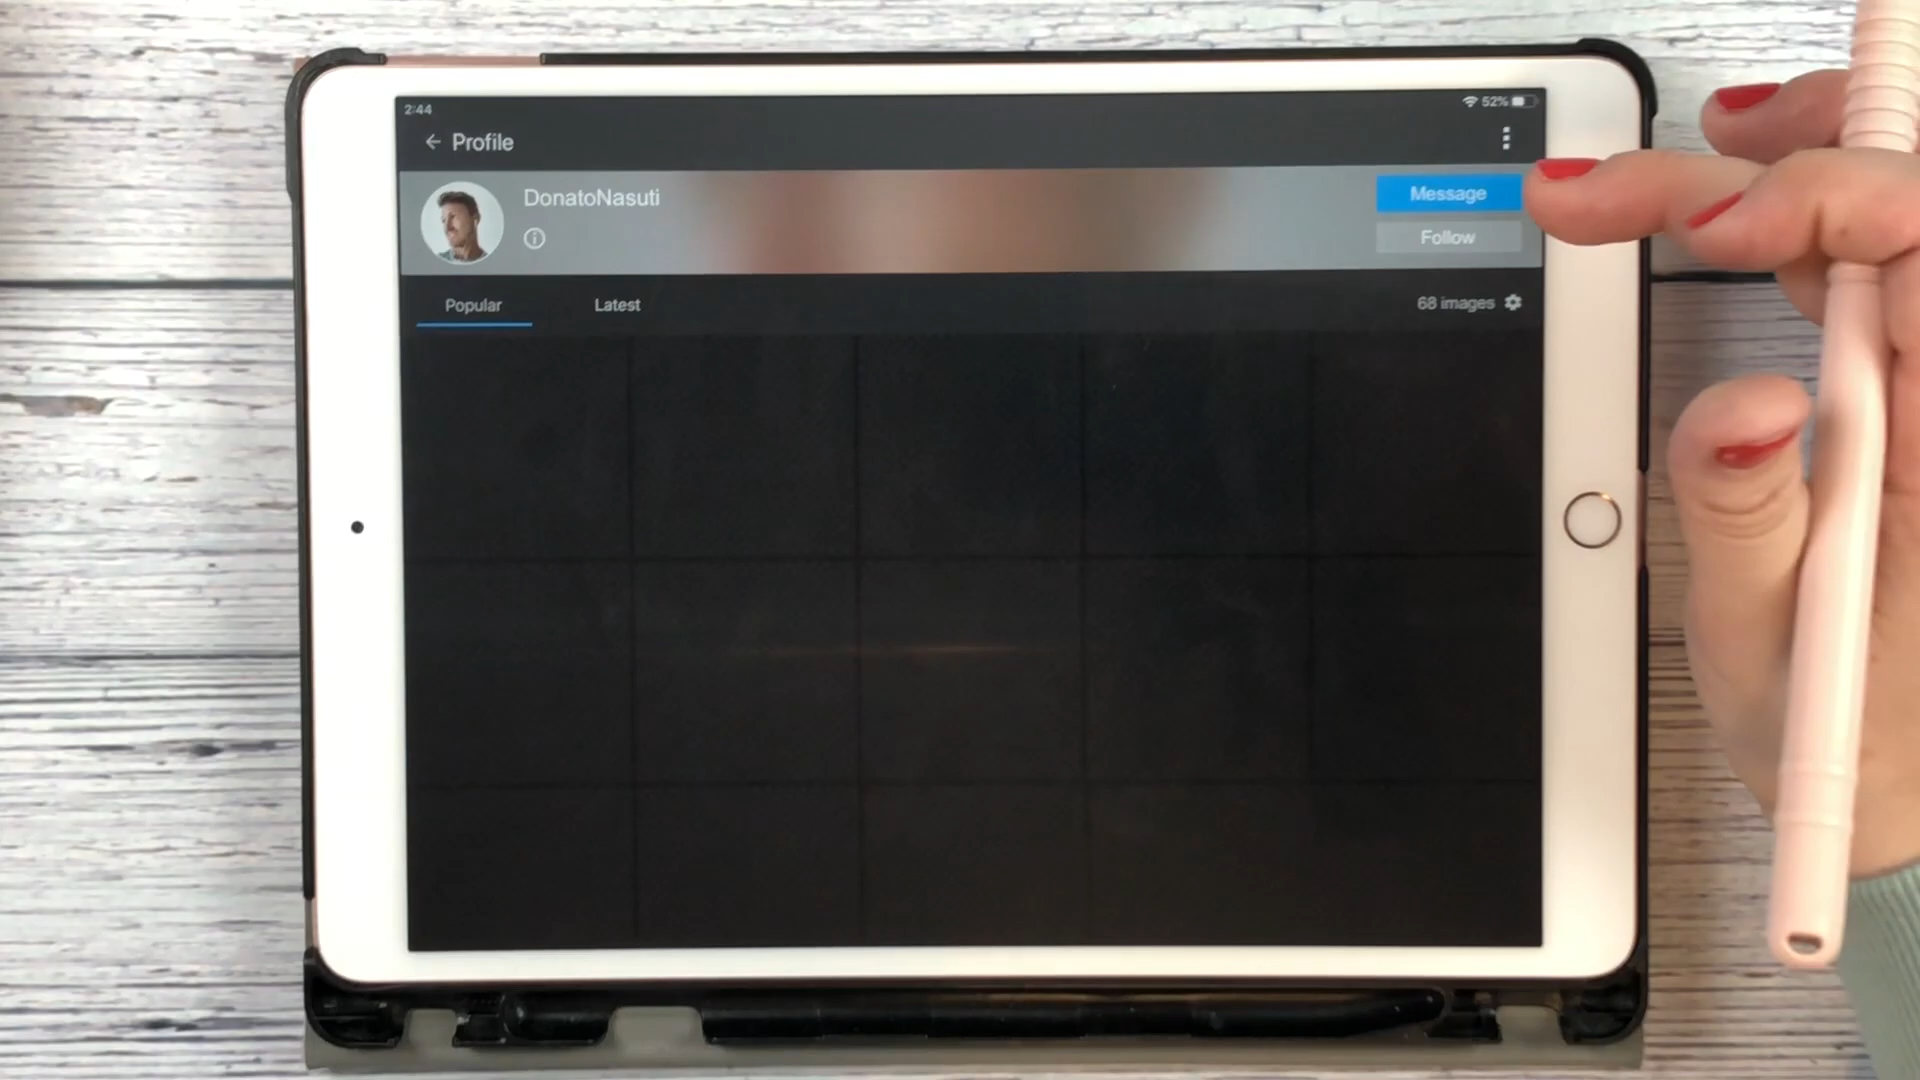 2:44
52%
Profile
DonatoNasuti
Message
Follow
Popular
Latest
68 images